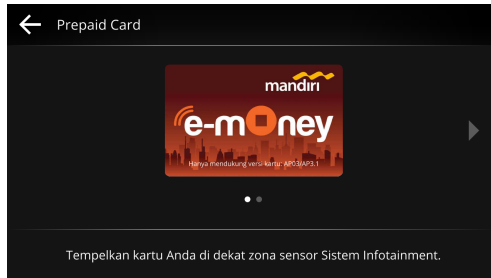 Prepaid Card
mandiri
e-money
Hanya mendukung versi kartu: AP03/AP3.1
Tempelkan kartu Anda di dekat zona sensor Sistem Infotainment.